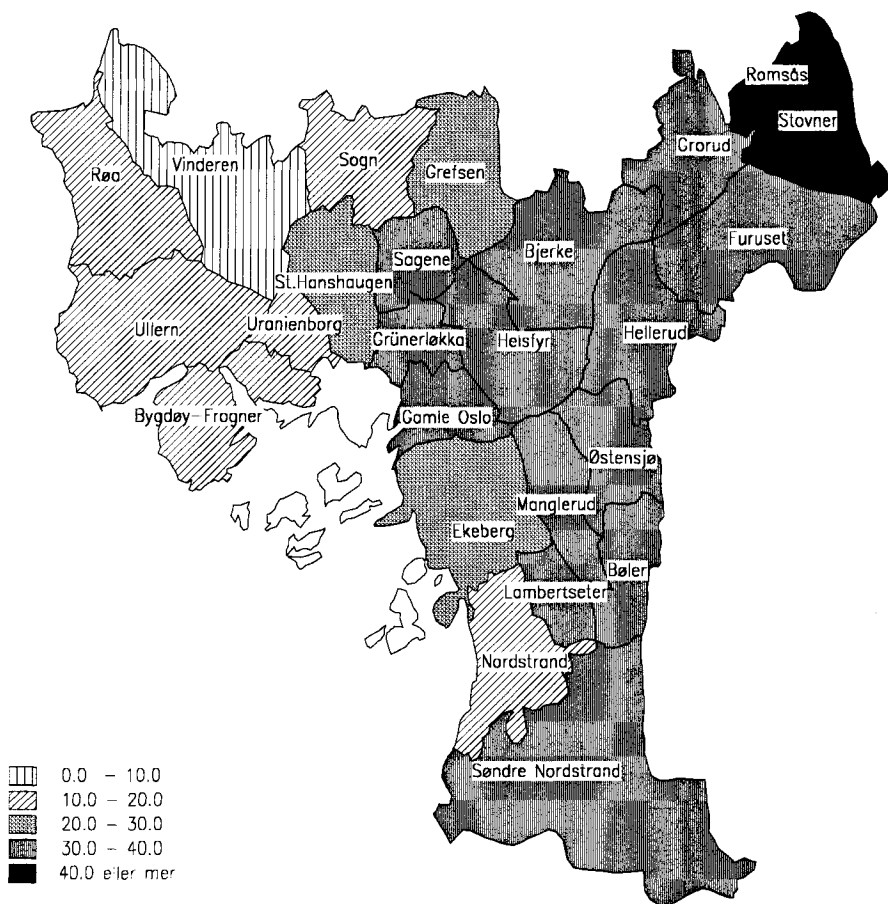 Romsås
Stovner
Grorud
Vinderen
Sogn
Grefsen
Røa
Furuset
Sagene
Bjerke
St.Hanshaugen
Ullern
Uranienborg
Grünerløkka
Helsfyr
Hellerud
Bygdøy-Frogner
Gamle Oslo
Østensjø
Manglerud
Ekeberg
Bøler
Lambertseter
Nordstrand
Søndre Nordstrand
0.0 - 10.0
10.0 - 20.0
20.0 - 30.0
30.0 - 40.0
40.0 eller mer